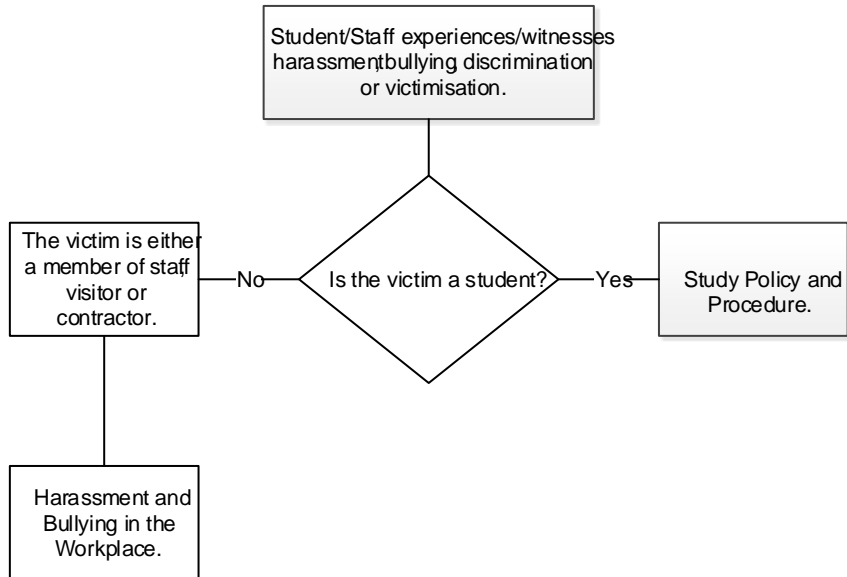 Student/Staff experiences/witnesses
harassment, bullying, discrimination
or victimisation.
The victim is either
a member of staff,
visitor or
contractor.
No
Is the victim a student?
Yes
Study Policy and
Procedure.
Harassment and
Bullying in the
Workplace.